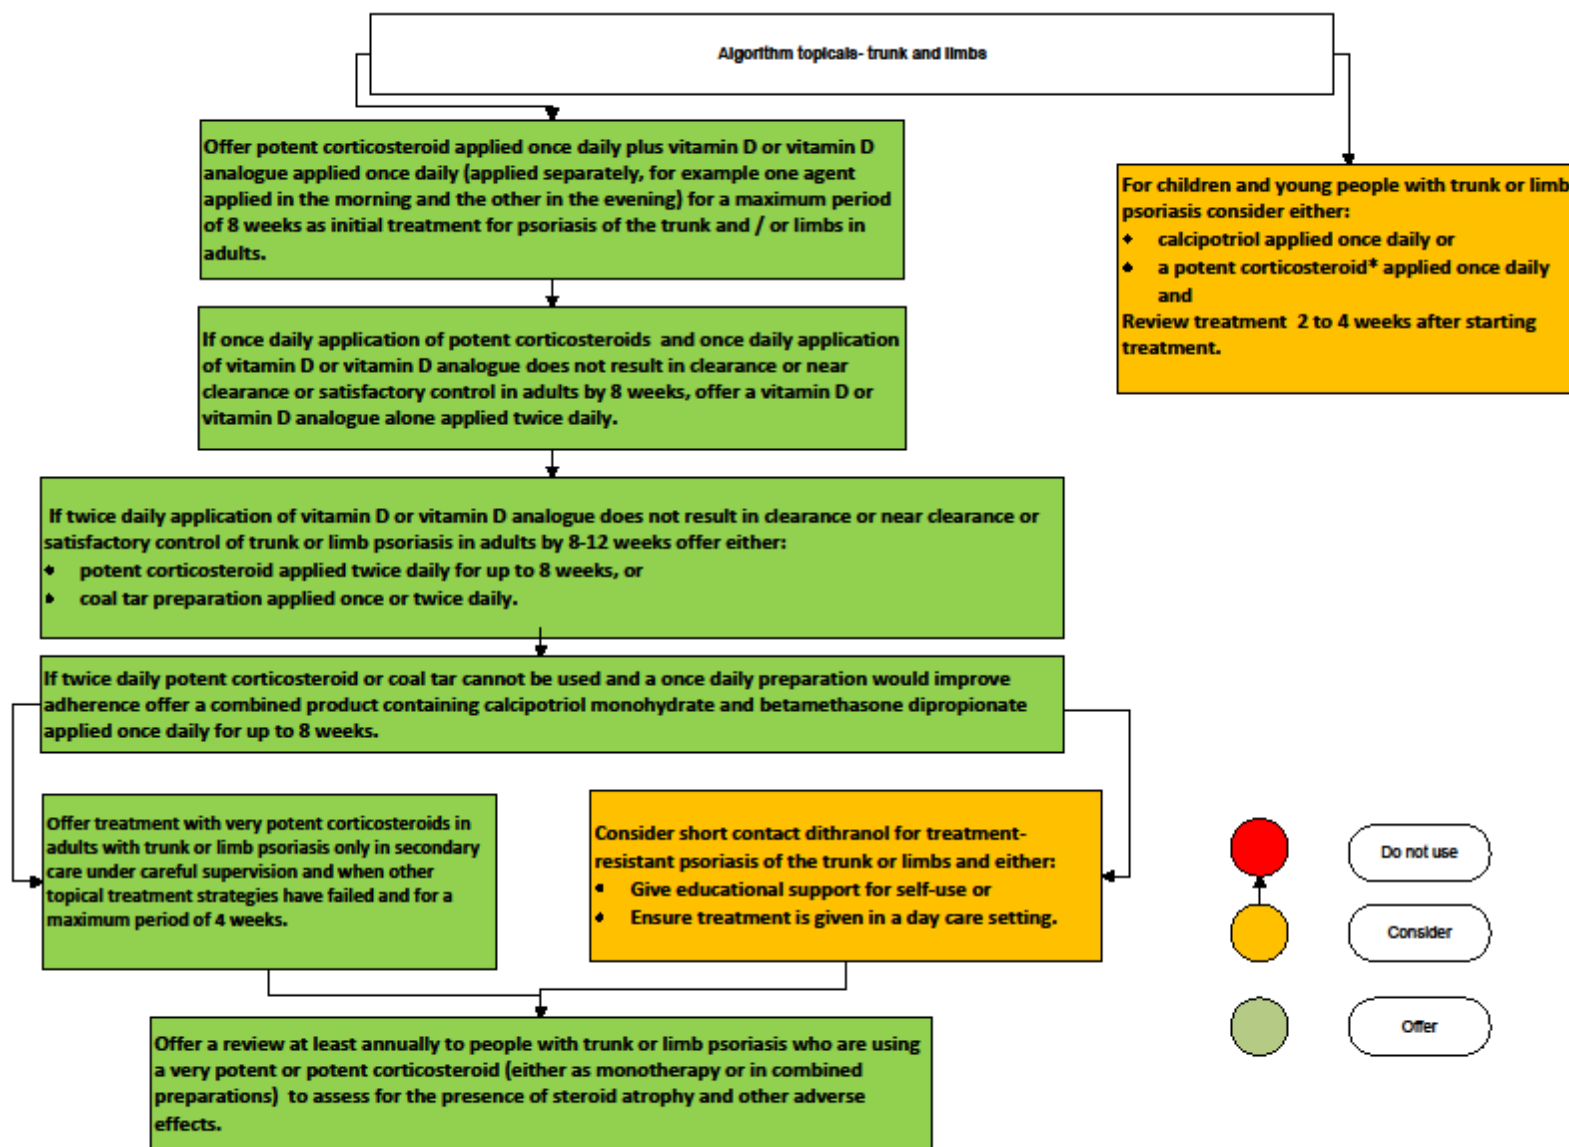 Algorithm topicals- trunk and limbs
Offer potent corticosteroid applied once daily plus vitamin D or vitamin D
analogue applied once daily (applied separately, for example one agent
applied in the morning and the other in the evening) for a maximum period
of 8 weeks as initial treatment for psoriasis of the trunk and / or limbs in
adults.
For children and young people with trunk or limb
psoriasis consider either:
• calcipotriol applied once daily or
• a potent corticosteroid* applied once daily
and
Review treatment 2 to 4 weeks after starting
treatment.
If once daily application of potent corticosteroids and once daily application
of vitamin D or vitamin D analogue does not result in clearance or near
clearance or satisfactory control in adults by 8 weeks, offer a vitamin D or
vitamin D analogue alone applied twice daily.
If twice daily application of vitamin D or vitamin D analogue does not result in clearance or near clearance or
satisfactory control of trunk or limb psoriasis in adults by 8-12 weeks offer either:
• potent corticosteroid applied twice daily for up to 8 weeks, or
• coal tar preparation applied once or twice daily.
If twice daily potent corticosteroid or coal tar cannot be used and a once daily preparation would improve
adherence offer a combined product containing calcipotriol monohydrate and betamethasone dipropionate
applied once daily for up to 8 weeks.
Offer treatment with very potent corticosteroids in
adults with trunk or limb psoriasis only in secondary
care under careful supervision and when other
topical treatment strategies have failed and for a
maximum period of 4 weeks.
Consider short contact dithranol for treatment-
resistant psoriasis of the trunk or limbs and either:
• Give educational support for self-use or
• Ensure treatment is given in a day care setting.
Do not use
Consider
Offer
Offer a review at least annually to people with trunk or limb psoriasis who are using
a very potent or potent corticosteroid (either as monotherapy or in combined
preparations) to assess for the presence of steroid atrophy and other adverse
effects.